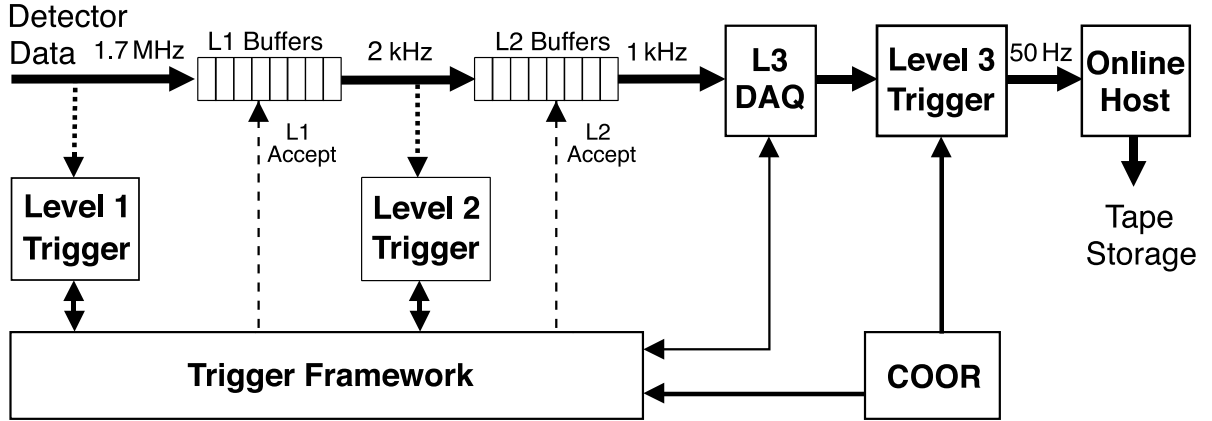 Detector
Data
1.7 MHz
L1 Buffers
2 kHz
L2 Buffers
1 kHz
L3
DAQ
Level 3
Trigger
50 Hz
Online
Host
L1
Accept
L2
Accept
Level 1
Trigger
Level 2
Trigger
Tape
Storage
Trigger Framework
COOR